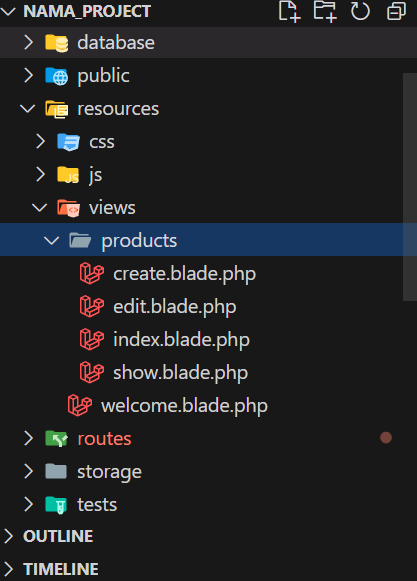 NAMA_PROJECT
database
public
resources
css
js
views
products
create.blade.php
edit.blade.php
index.blade.php
show.blade.php
welcome.blade.php
routes
storage
tests
OUTLINE
TIMELINE